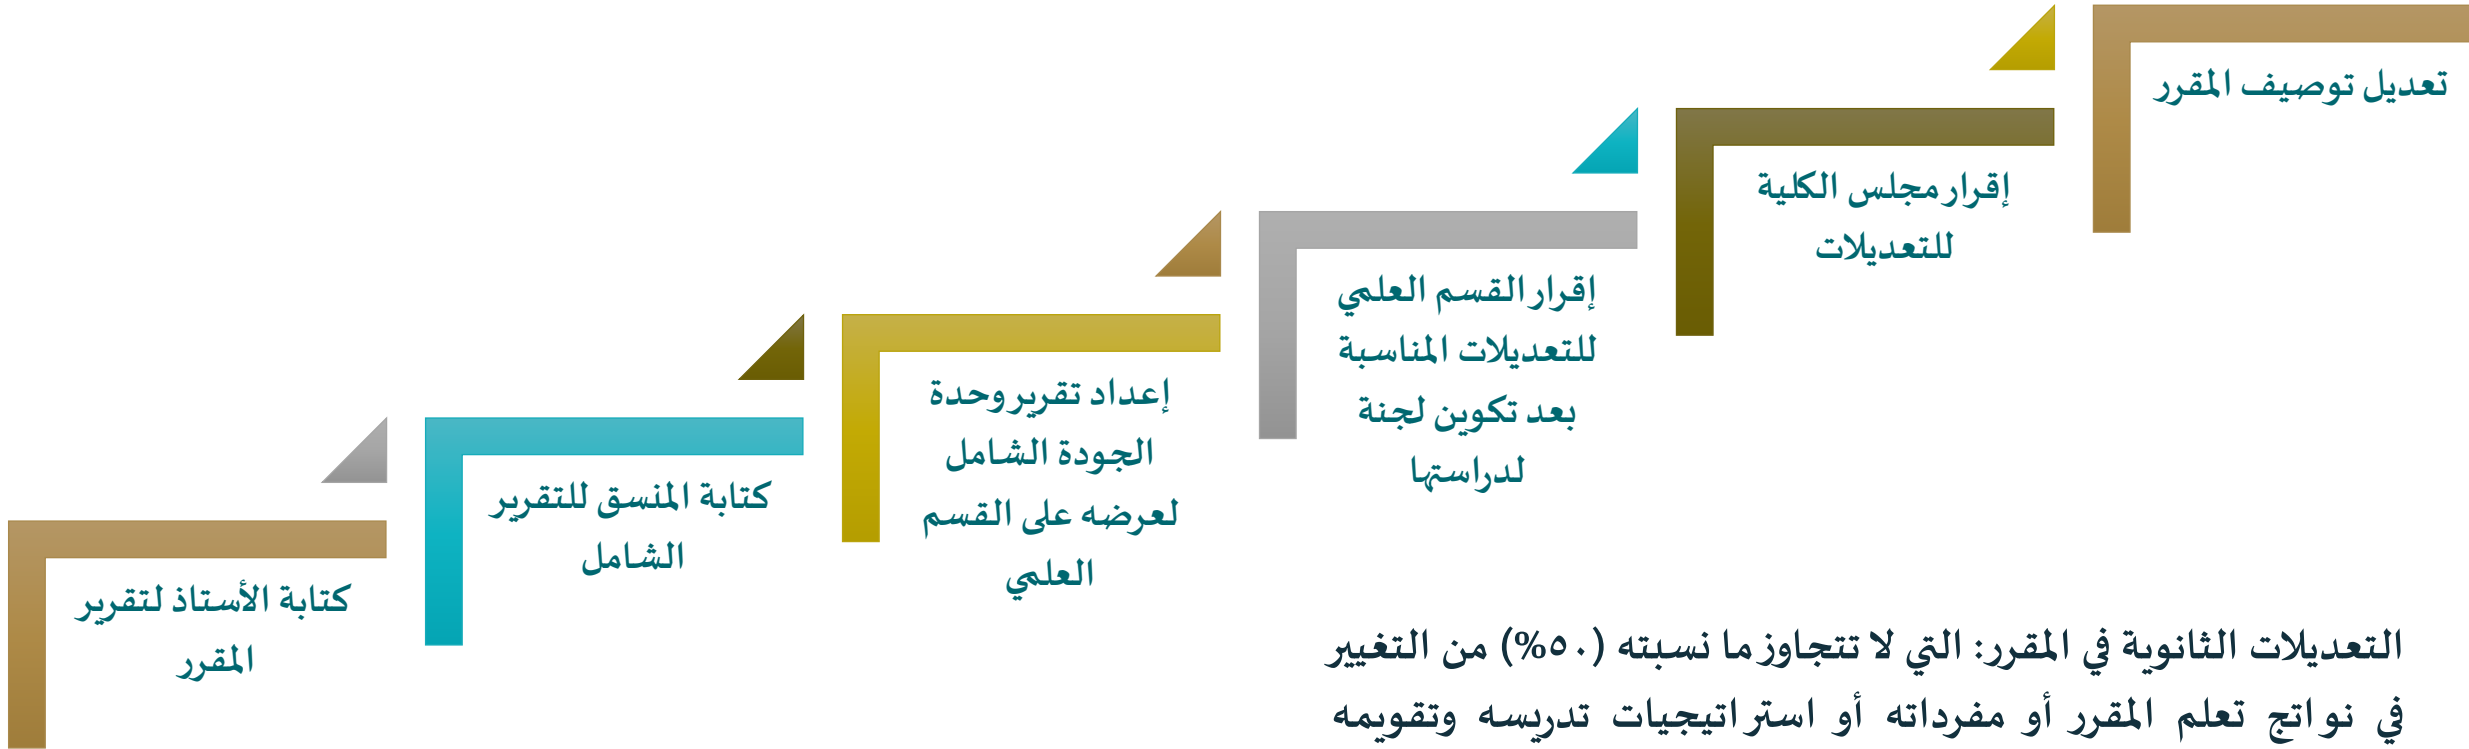 كتابة الأستاذ لتقرير
المقرر
كتابة المنسق للتقرير
الشامل
إعداد تقرير وحدة
الجودة الشامل
لعرضه على القسم
العلمي
إقرار القسم العلمي
للتعديلات المناسبة
بعد تكوين لجنة
لدراستها
إقرار مجلس الكلية
للتعديلات
تعديل توصيف المقرر
التعديلات الثانوية في المقرر: التي لا تتجاوز ما نسبته (٥٠%) من التغيير
في نواتج تعلم المقرر أو مفرداته أو استراتيجيات تدريسه وتقويمه